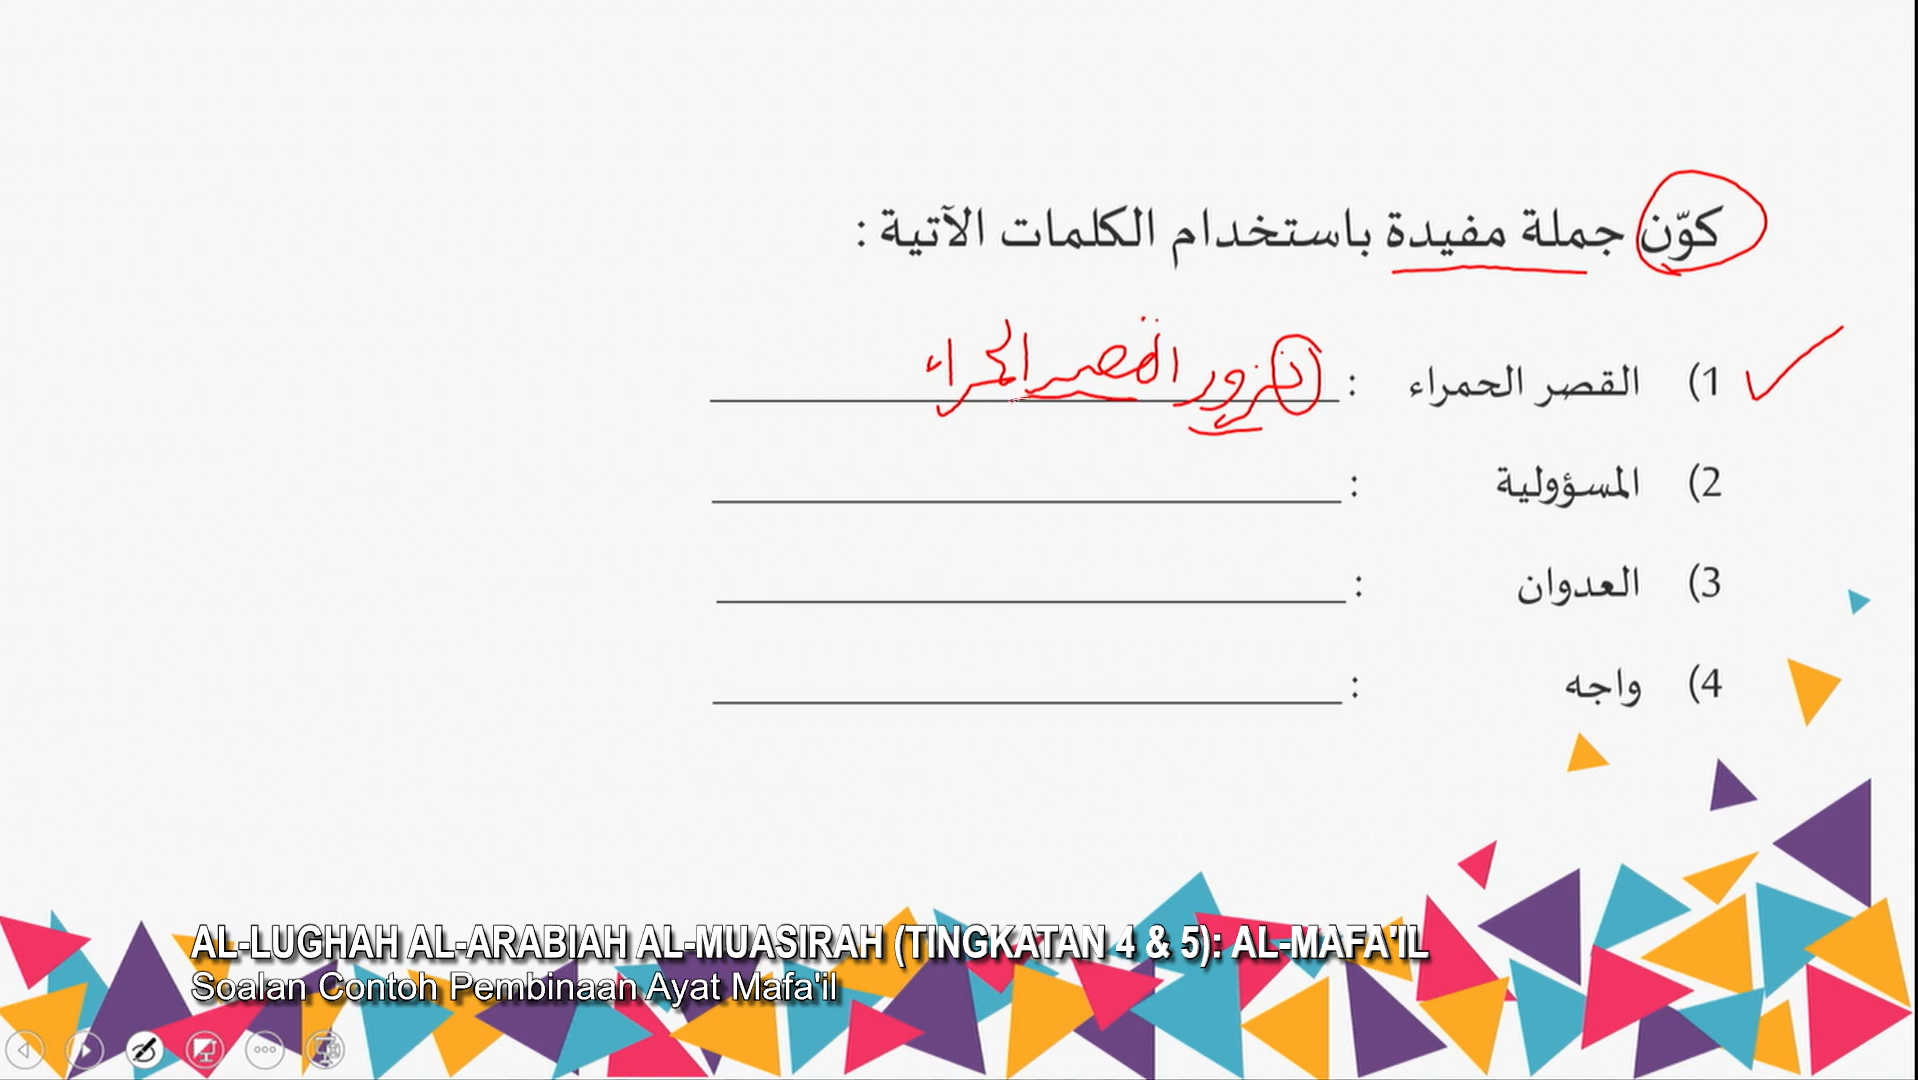 كوّن جملة مفيدة باستخدام الكلمات الآتية :
1) القصر الحمراء : نزور القصر الحمراء
2) المسؤولية :
3) العدوان :
4) واجه :
AL-LUGHAH AL-ARABIAH AL-MUASIRAH (TINGKATAN 4 & 5): AL-MAFA'IL
Soalan Contoh Pembinaan Ayat Mafa'il